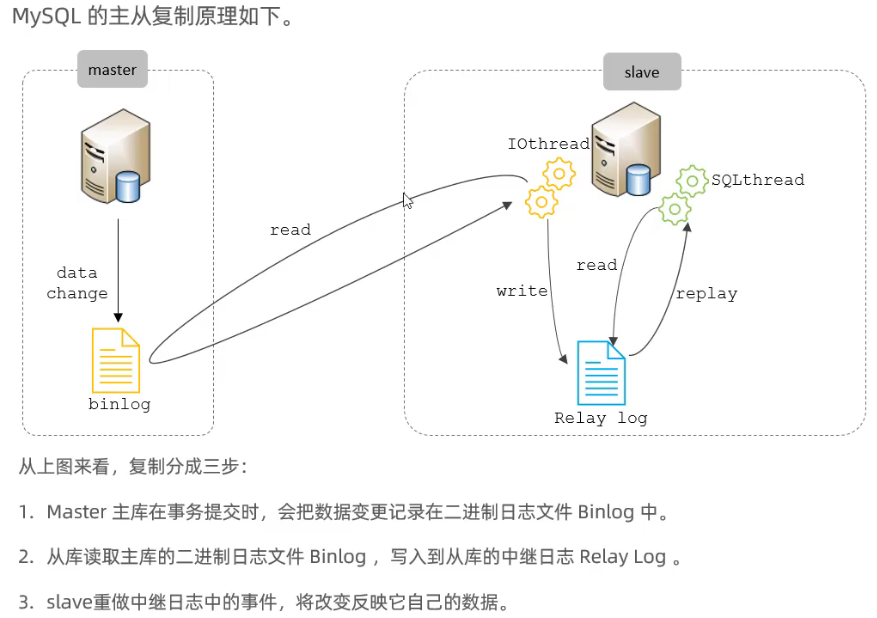 MySQL 的主从复制原理如下。
master
slave
IOthread
SQLthread
read
data
change
read
write
replay
binlog
Relay log
从上图来看，复制分成三步：
1. Master 主库在事务提交时，会把数据变更记录在二进制日志文件 Binlog 中。
2. 从库读取主库的二进制日志文件 Binlog ，写入到从库的中继日志 Relay Log 。
3. slave重做中继日志中的事件，将改变反映它自己的数据。